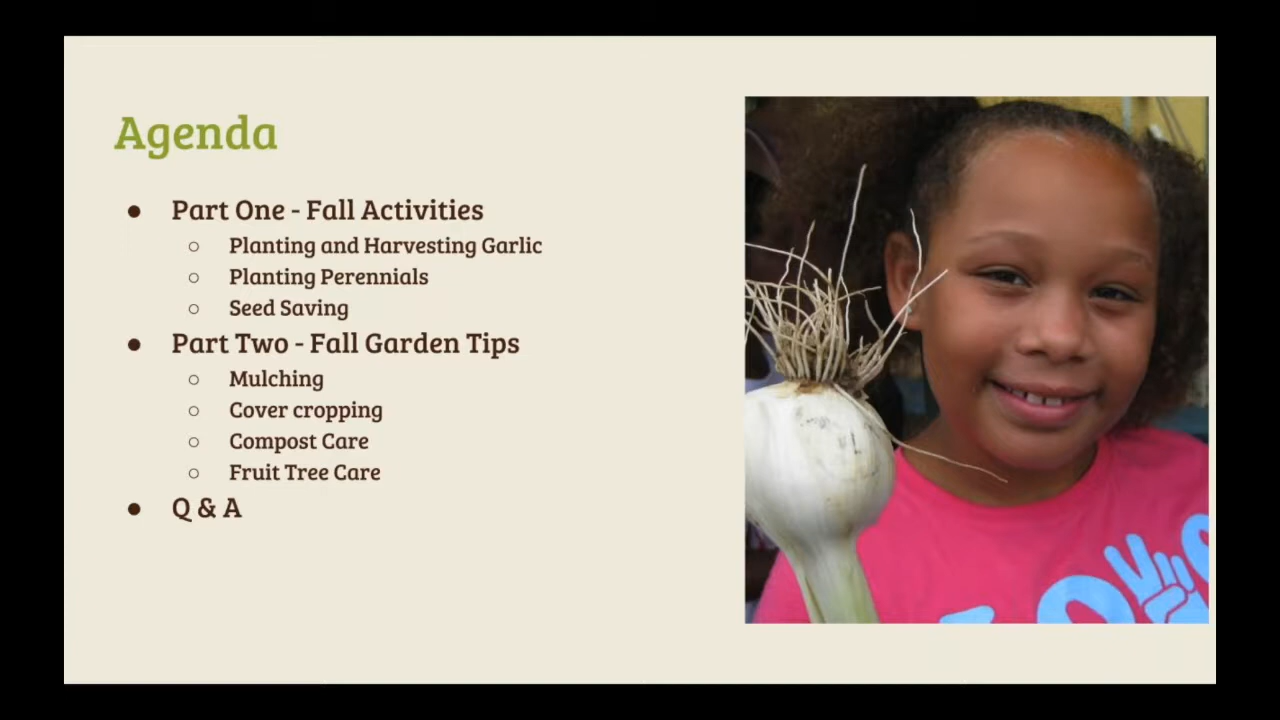 Agenda
● Part One - Fall Activities
○ Planting and Harvesting Garlic
○ Planting Perennials
○ Seed Saving
● Part Two - Fall Garden Tips
○ Mulching
○ Cover cropping
○ Compost Care
○ Fruit Tree Care
● Q & A